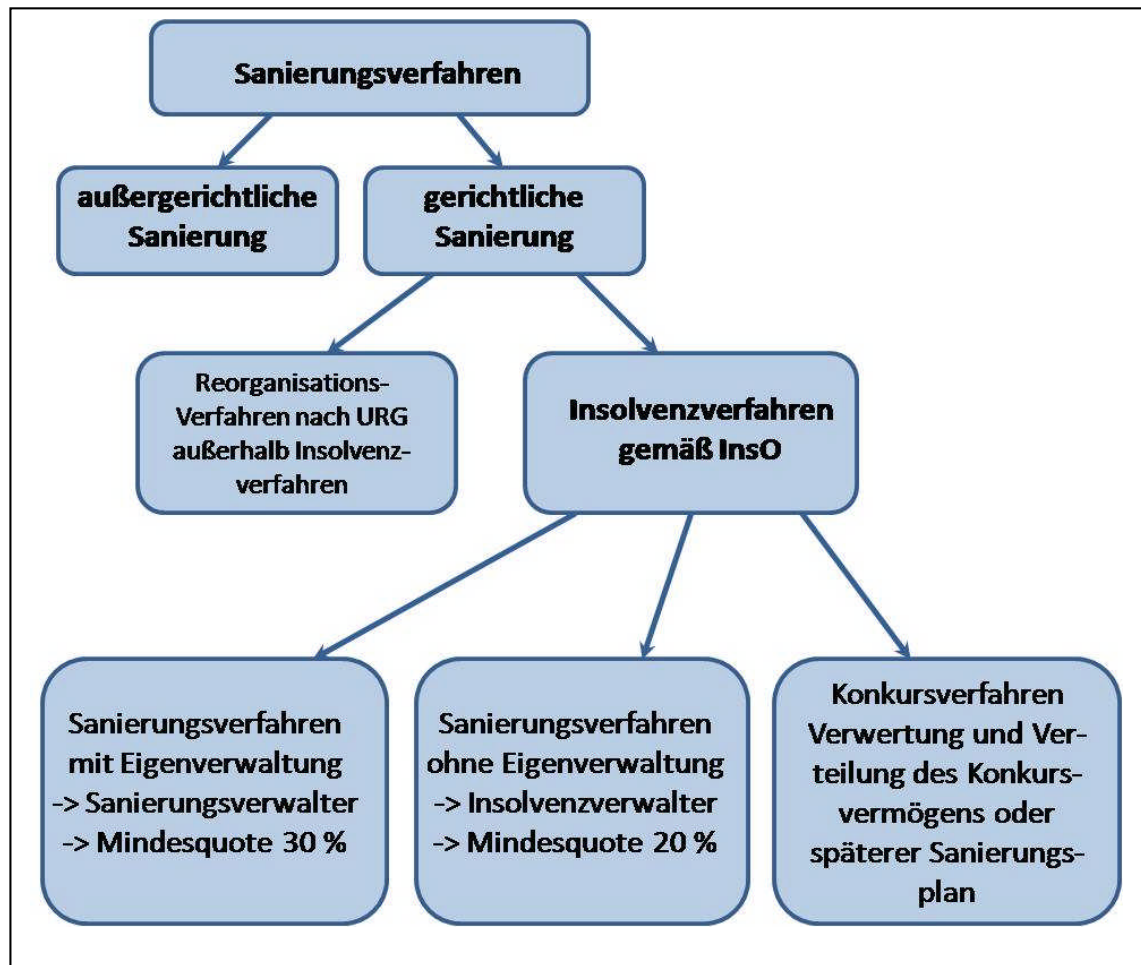 Sanierungsverfahren
außergerichtliche
Sanierung
gerichtliche
Sanierung
Reorganisations-
Verfahren nach URG
außerhalb Insolvenz-
verfahren
Insolvenzverfahren
gemäß InsO
Sanierungsverfahren
mit Eigenverwaltung
-> Sanierungsverwalter
-> Mindesquote 30 %
Sanierungsverfahren
ohne Eigenverwaltung
-> Insolvenzverwalter
-> Mindesquote 20 %
Konkursverfahren
Verwertung und Ver-
teilung des Konkurs-
vermögens oder
späterer Sanierungs-
plan